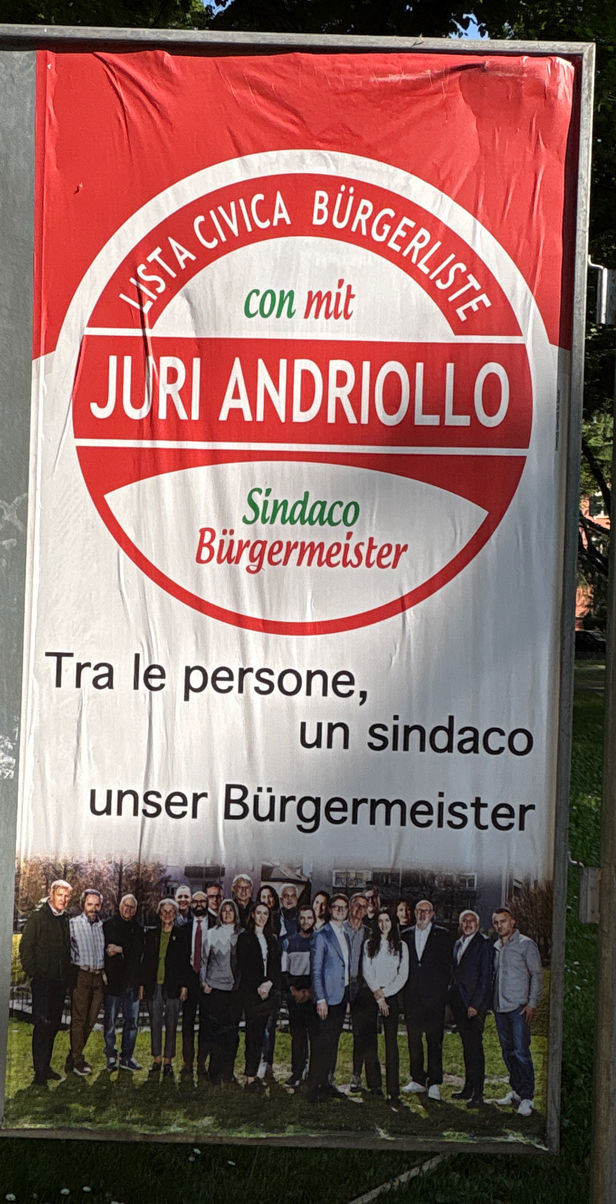 LISTA CIVICA BÜRGERLISTE
con mit
JURI ANDRIOLLO
Sindaco
Bürgermeister
Tra le persone,
un sindaco
unser Bürgermeister